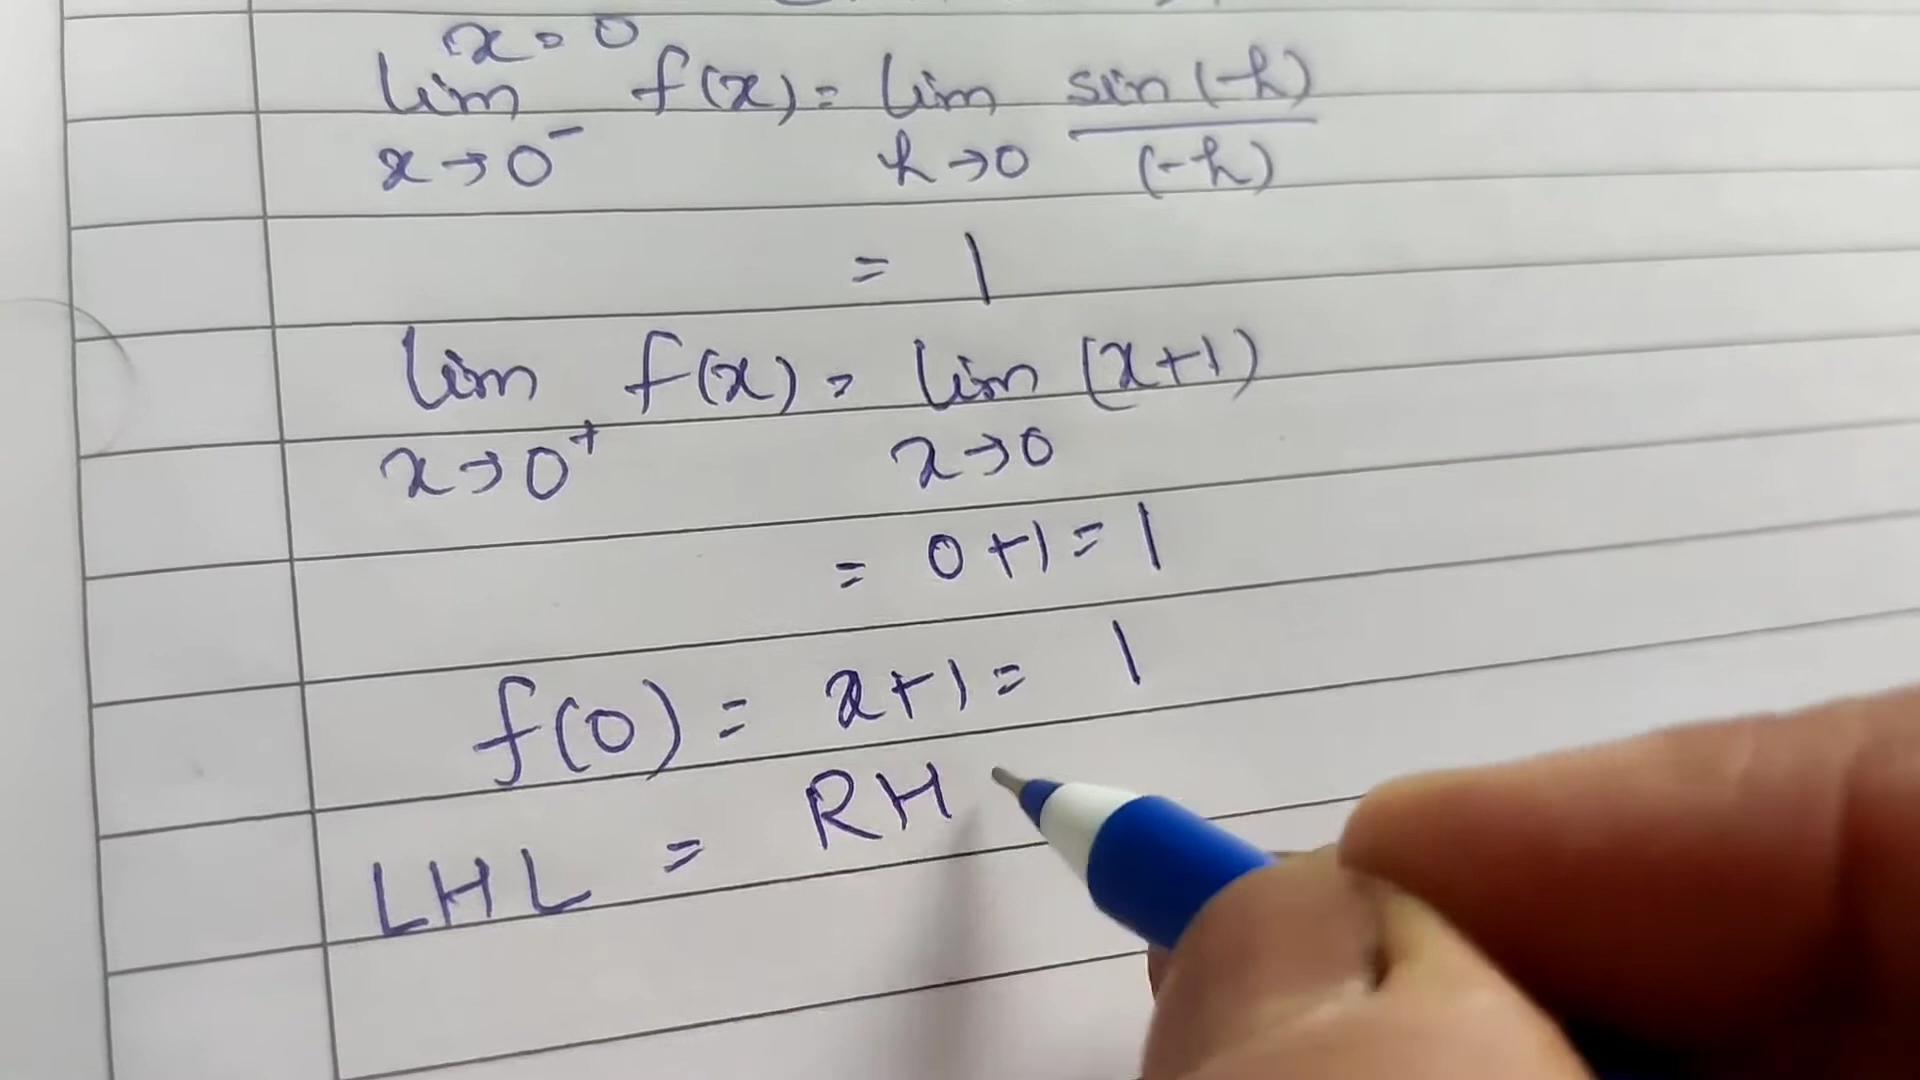 x = 0
lim f(x) = lim sin(-h)
x→0⁻ h→0 (-h)
= 1
lim f(x) = lim (x+1)
x→0⁺ x→0
= 0+1 = 1
f(0) = x+1 = 1
LHL = RH